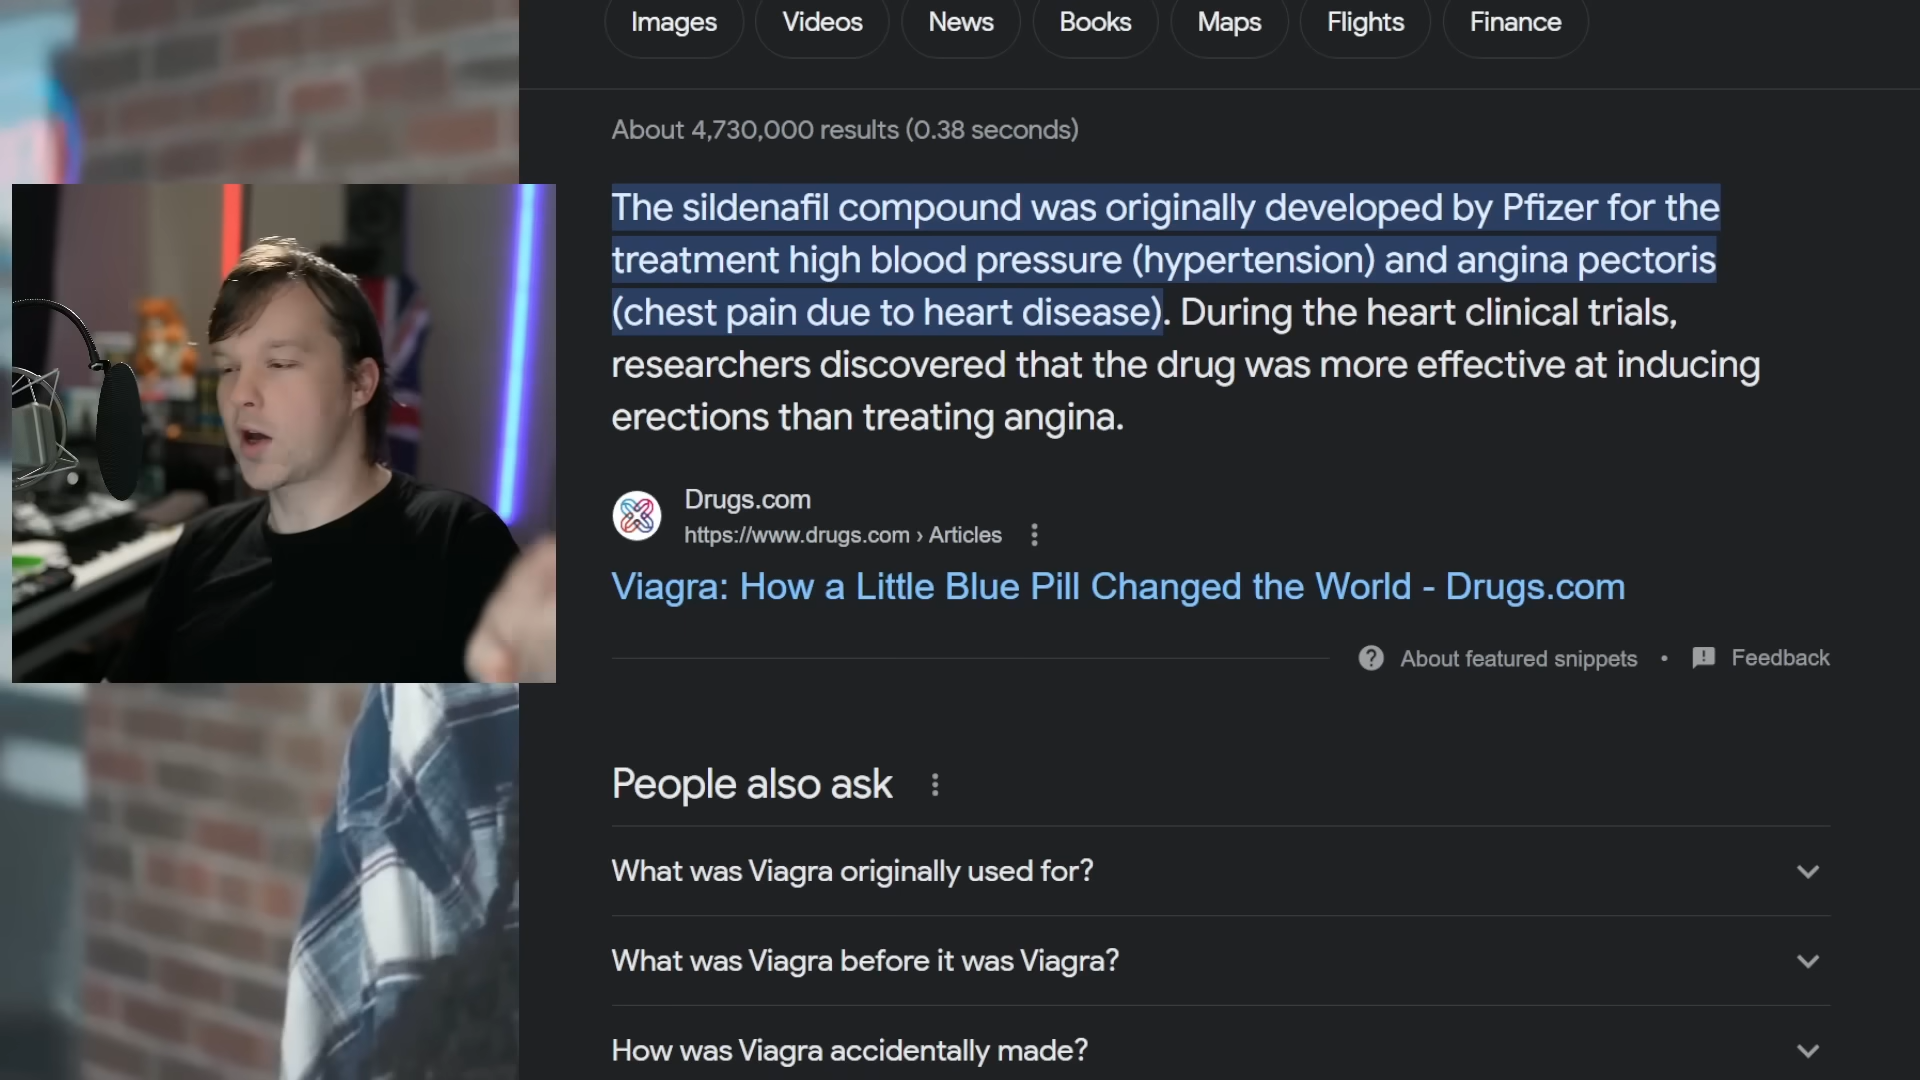 Images Videos News Books Maps Flights Finance
About 4,730,000 results (0.38 seconds)
The sildenafil compound was originally developed by Pfizer for the
treatment high blood pressure (hypertension) and angina pectoris
(chest pain due to heart disease). During the heart clinical trials,
researchers discovered that the drug was more effective at inducing
erections than treating angina.
Drugs.com
https://www.drugs.com › Articles
Viagra: How a Little Blue Pill Changed the World - Drugs.com
About featured snippets • Feedback
People also ask
What was Viagra originally used for?
What was Viagra before it was Viagra?
How was Viagra accidentally made?